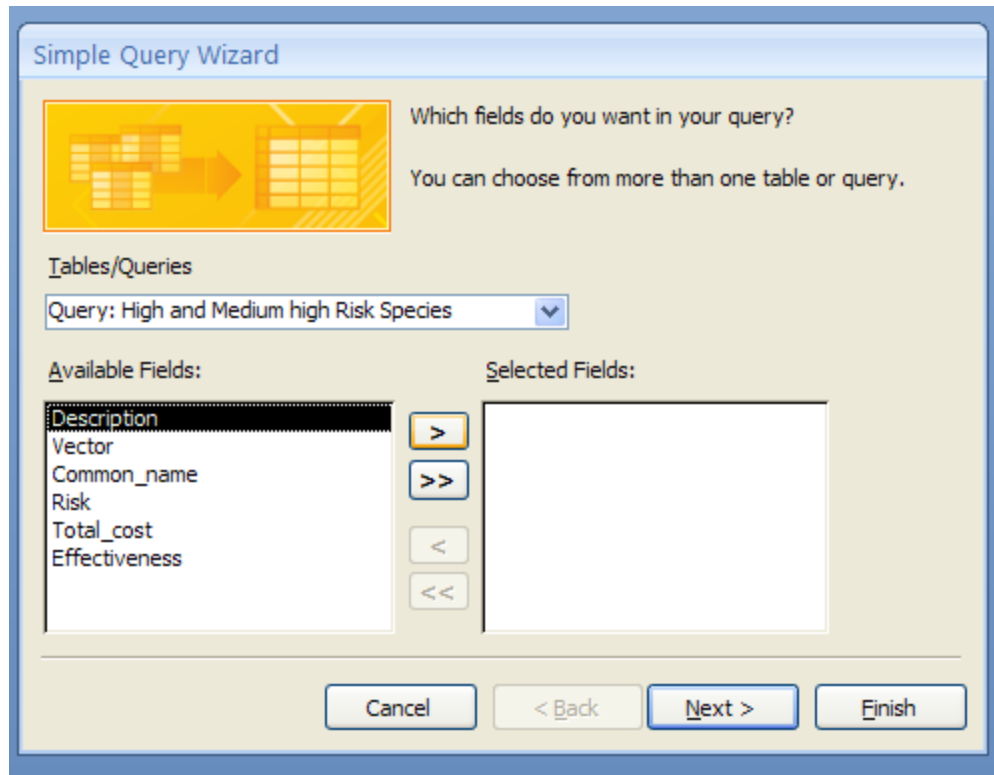 Simple Query Wizard
Which fields do you want in your query?
You can choose from more than one table or query.
Tables/Queries
Query: High and Medium high Risk Species
Available Fields:
Selected Fields:
Description
Vector
Common_name
Risk
Total_cost
Effectiveness
>
>>
<
<<
Cancel
< Back
Next >
Finish